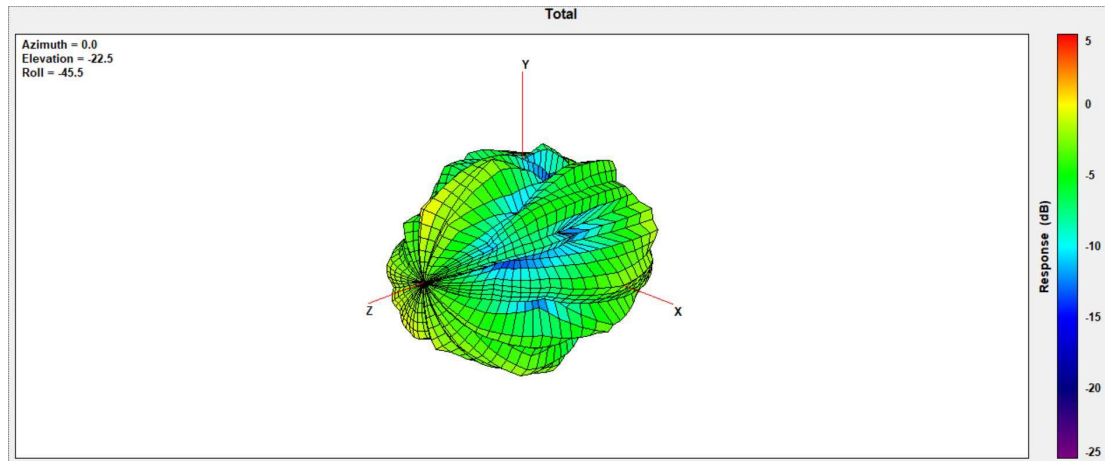 Total
Azimuth = 0.0
Elevation = -22.5
Roll = -45.5
Y
Z
X
5
0
-5
-10
-15
-20
-25
Response (dB)